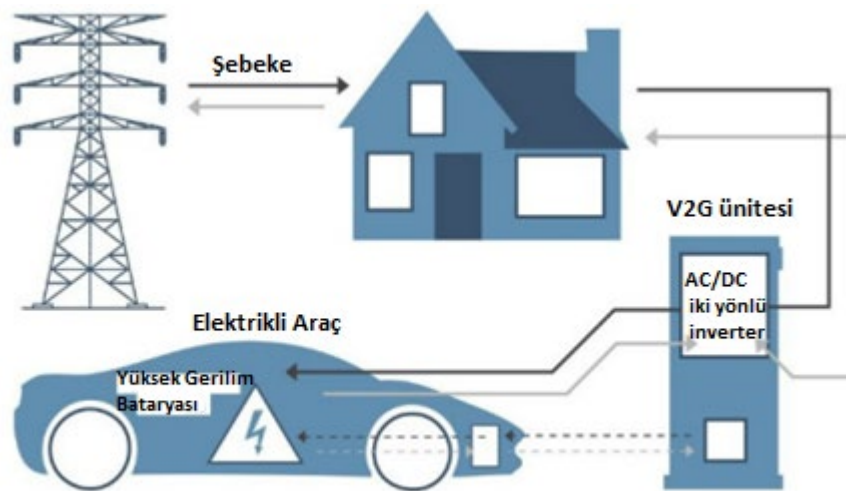 Şebeke
V2G ünitesi
AC/DC
iki yönlü
inverter
Elektrikli Araç
Yüksek Gerilim
Bataryası